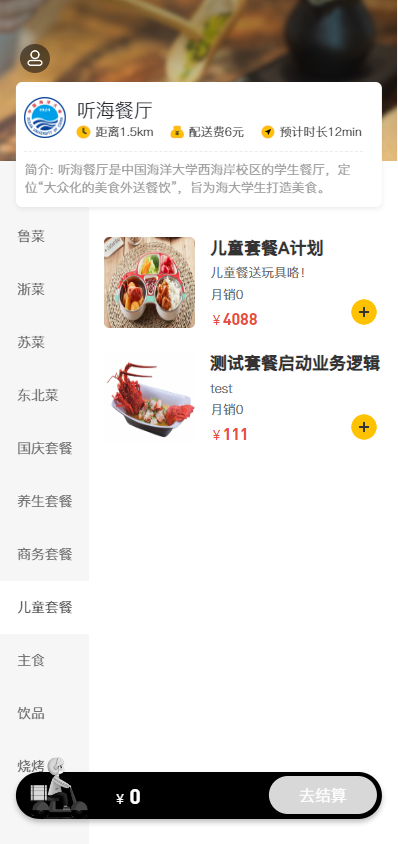 听海餐厅
距离1.5km 配送费6元 预计时长12min
简介: 听海餐厅是中国海洋大学西海岸校区的学生餐厅，定
位“大众化的美食外送餐饮”，旨为海大学生打造美食。
鲁菜
浙菜
苏菜
东北菜
国庆套餐
养生套餐
商务套餐
儿童套餐
主食
饮品
烧烤
儿童套餐A计划
儿童餐送玩具咯！
月销0
￥4088
测试套餐启动业务逻辑
test
月销0
￥111
￥0
去结算